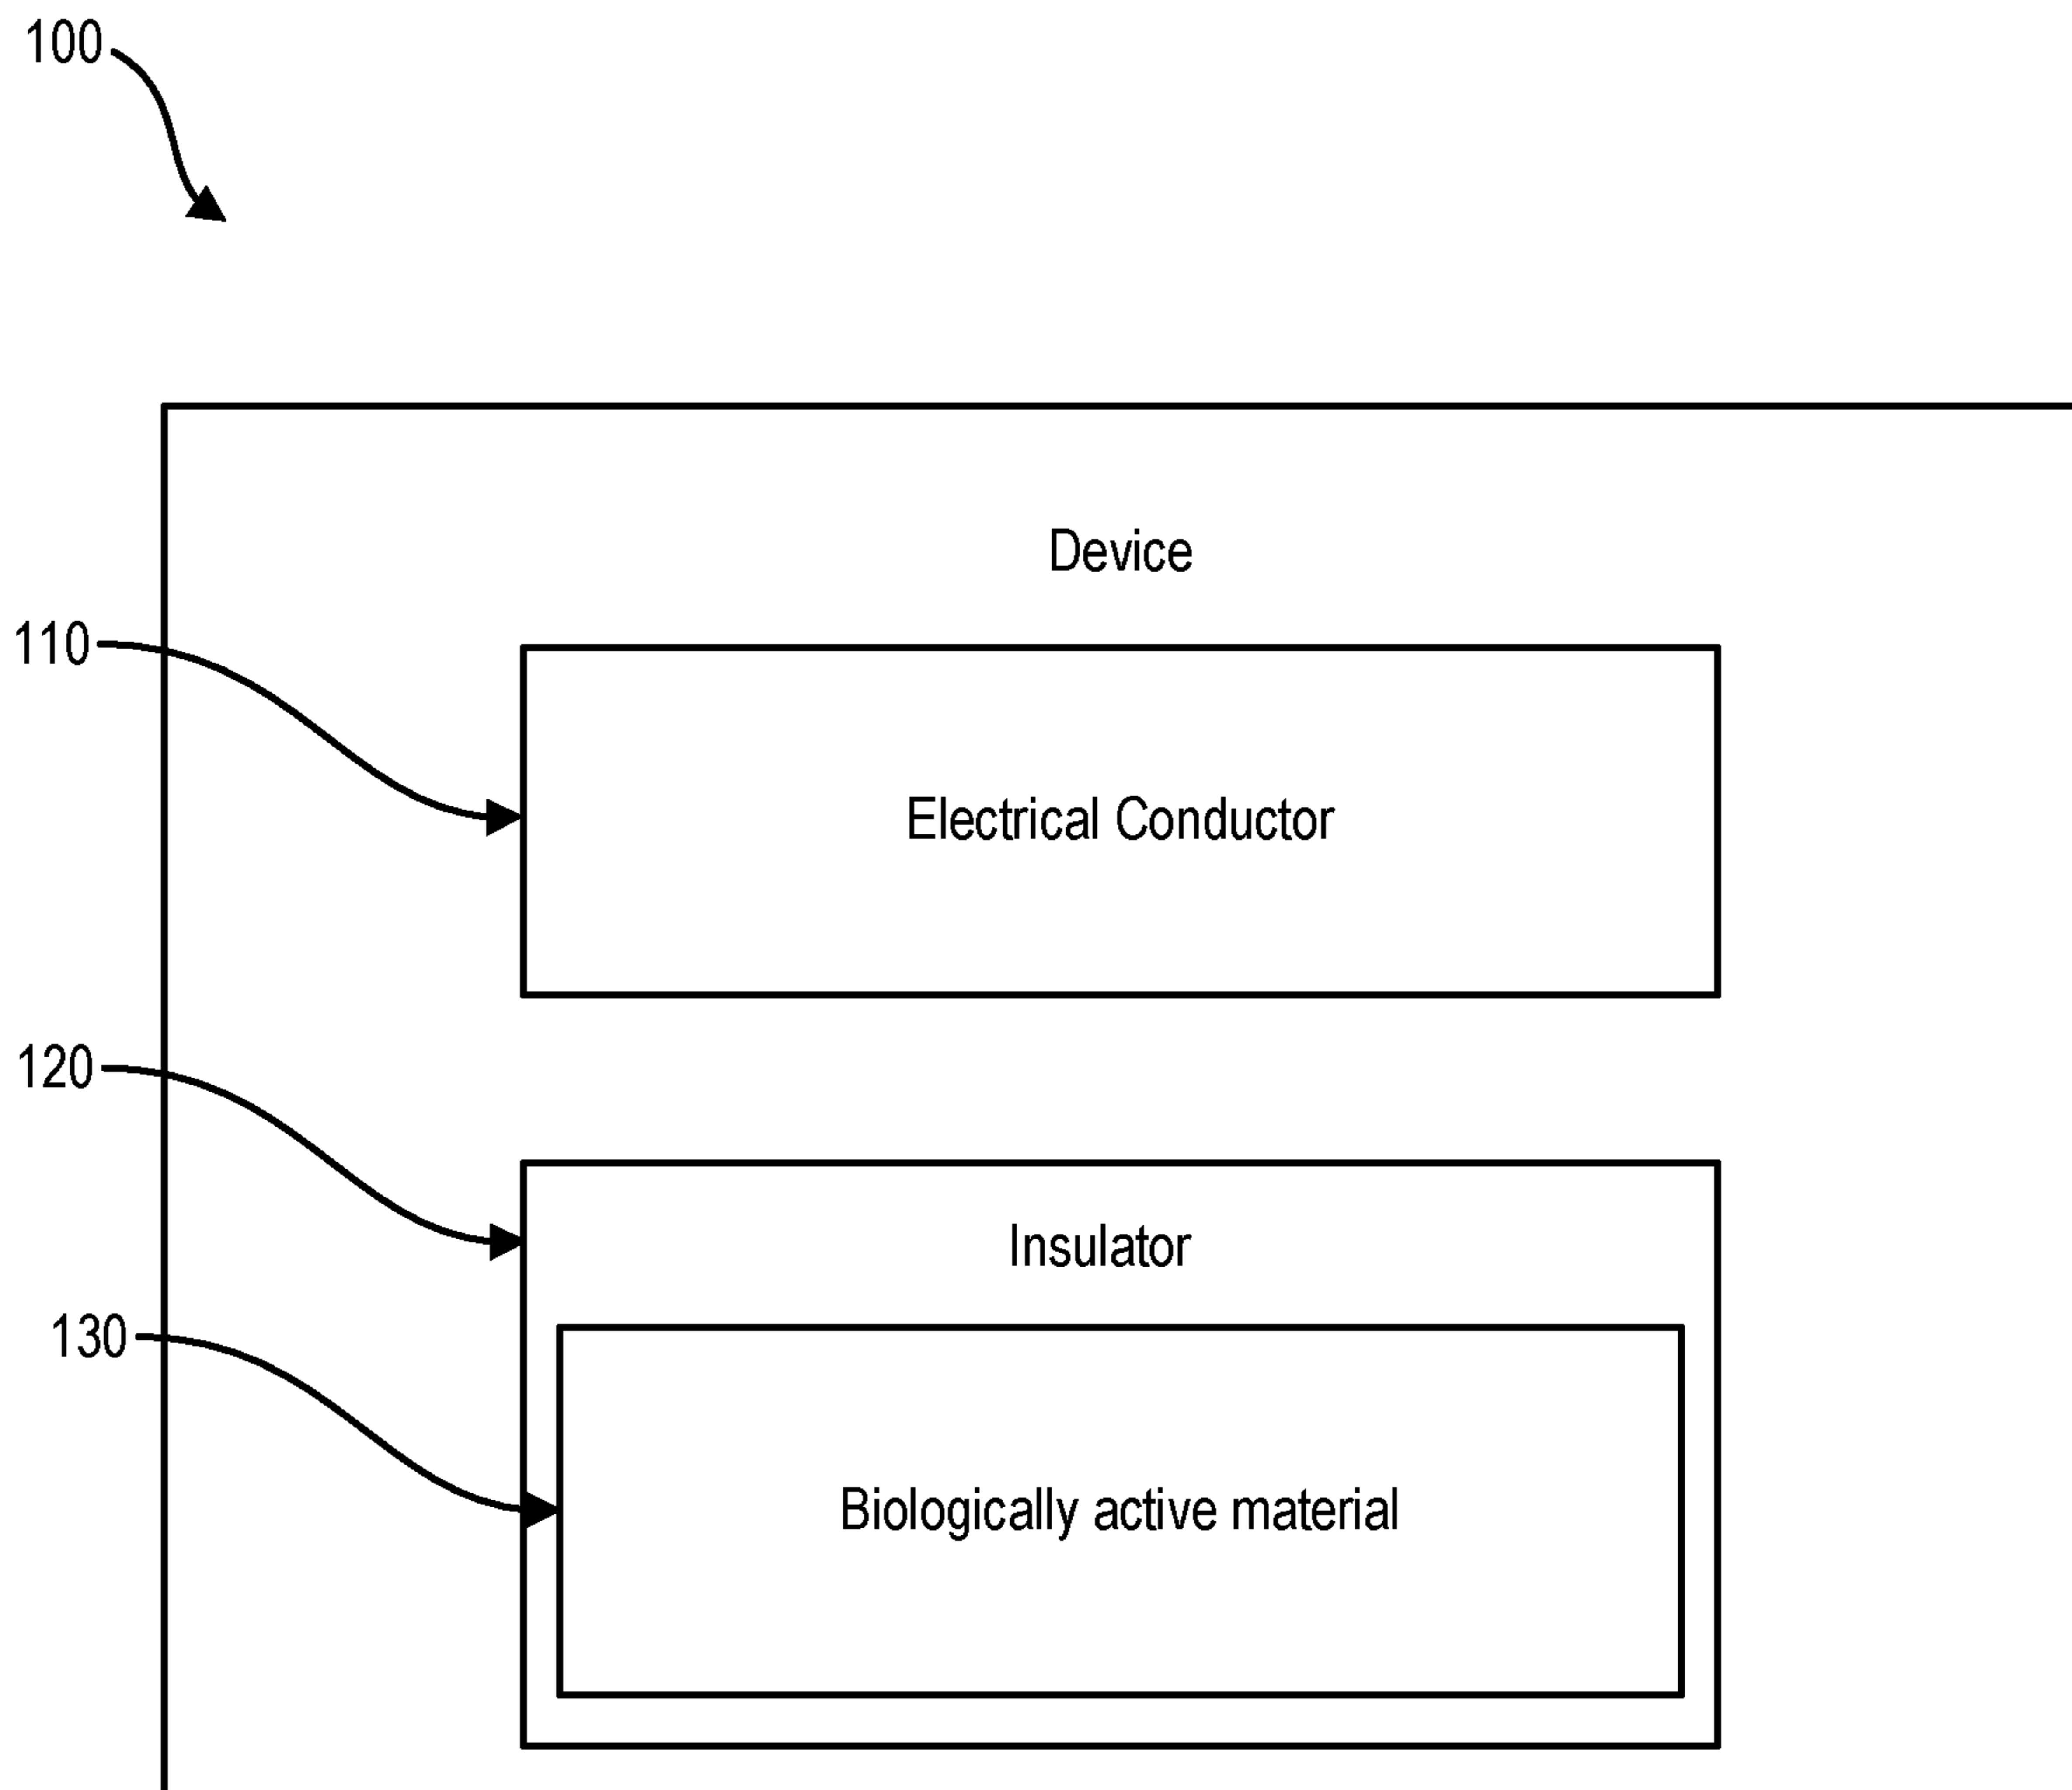 100
Device
110
Electrical Conductor
120
Insulator
130
Biologically active material